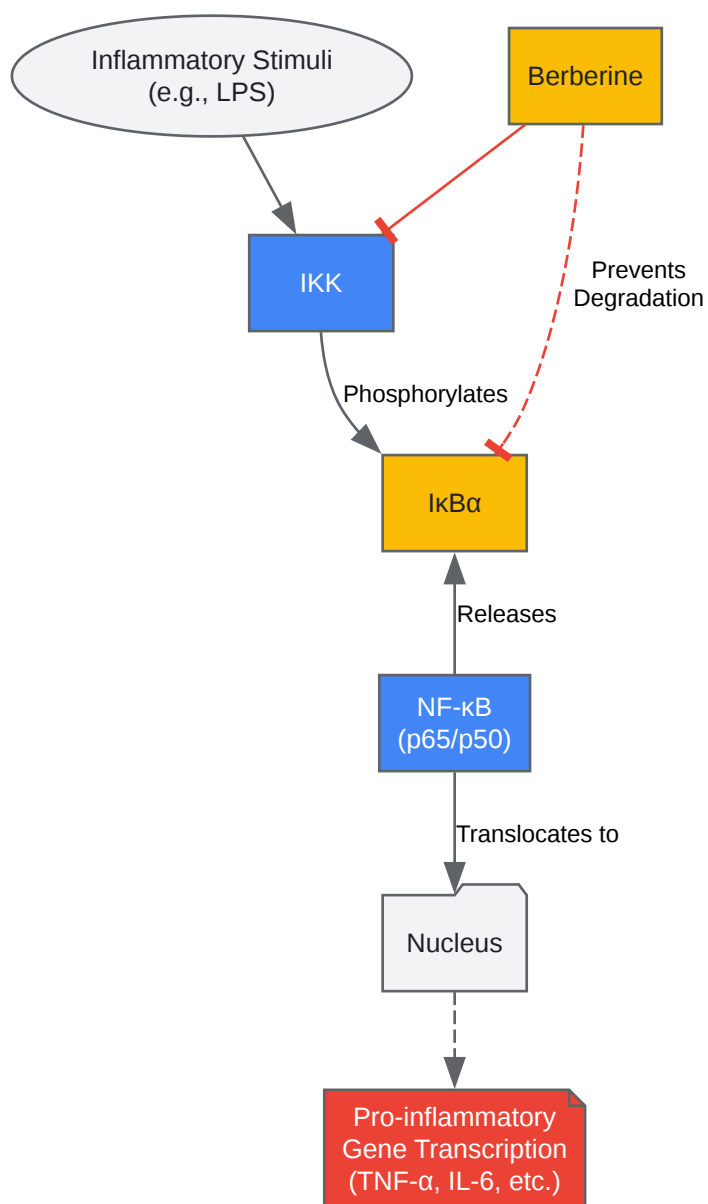 Inflammatory Stimuli
(e.g., LPS)
Berberine
IKK
Prevents
Degradation
Phosphorylates
IκBα
Releases
NF-κB
(p65/p50)
Translocates to
Nucleus
Pro-inflammatory
Gene Transcription
(TNF-α, IL-6, etc.)